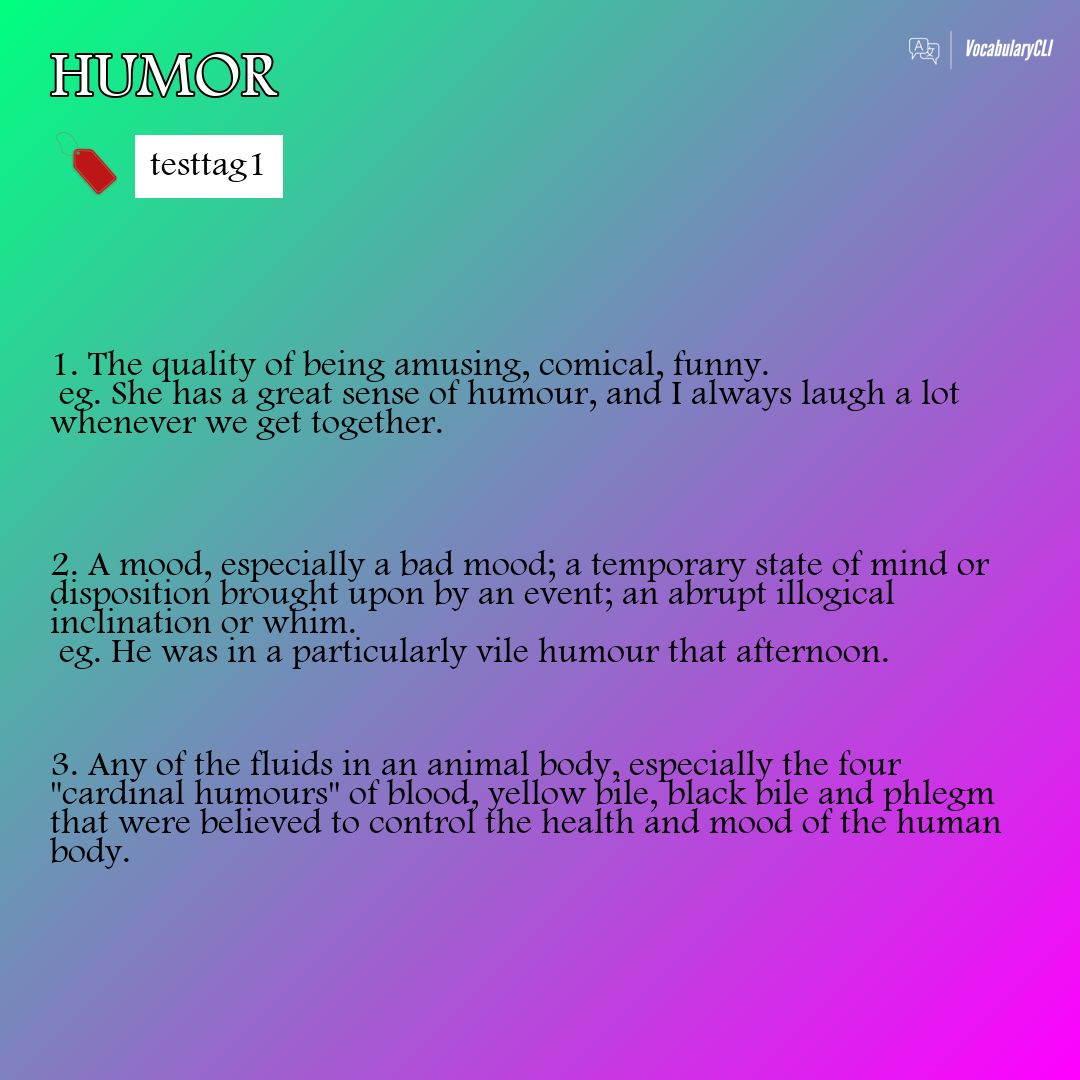 HUMOR
VocabularyCLI
testtag1
1. The quality of being amusing, comical, funny.
eg. She has a great sense of humour, and I always laugh a lot
whenever we get together.
2. A mood, especially a bad mood; a temporary state of mind or
disposition brought upon by an event; an abrupt illogical
inclination or whim.
eg. He was in a particularly vile humour that afternoon.
3. Any of the fluids in an animal body, especially the four
"cardinal humours" of blood, yellow bile, black bile and phlegm
that were believed to control the health and mood of the human
body.